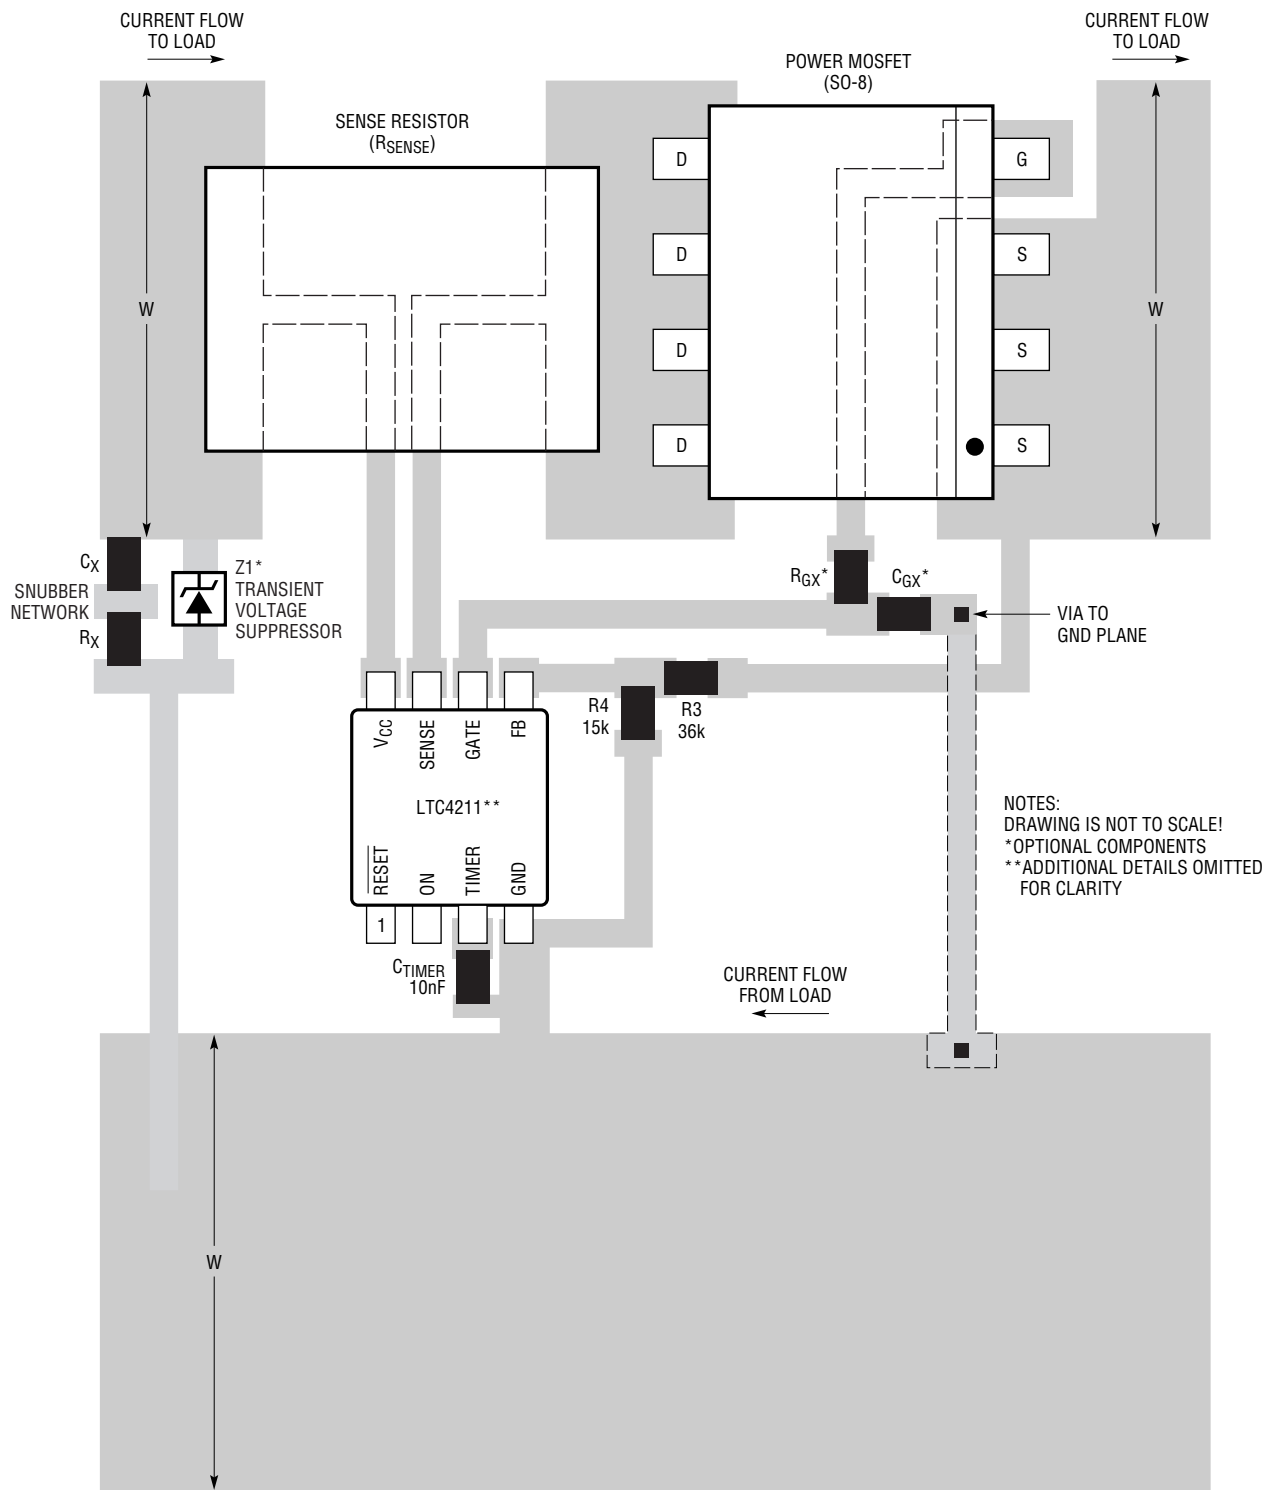 CURRENT FLOW
TO LOAD
CURRENT FLOW
TO LOAD
POWER MOSFET
(SO-8)
SENSE RESISTOR
(RSENSE)
D
G
D
S
W
W
D
S
D
S
CX
SNUBBER
NETWORK
RX
Z1*
TRANSIENT
VOLTAGE
SUPPRESSOR
RGX*
CGX*
VIA TO
GND PLANE
R4
15k
R3
36k
VCC
SENSE
GATE
FB
LTC4211**
RESET
ON
TIMER
GND
1
NOTES:
DRAWING IS NOT TO SCALE!
*OPTIONAL COMPONENTS
**ADDITIONAL DETAILS OMITTED
FOR CLARITY
CTIMER
10nF
CURRENT FLOW
FROM LOAD
W